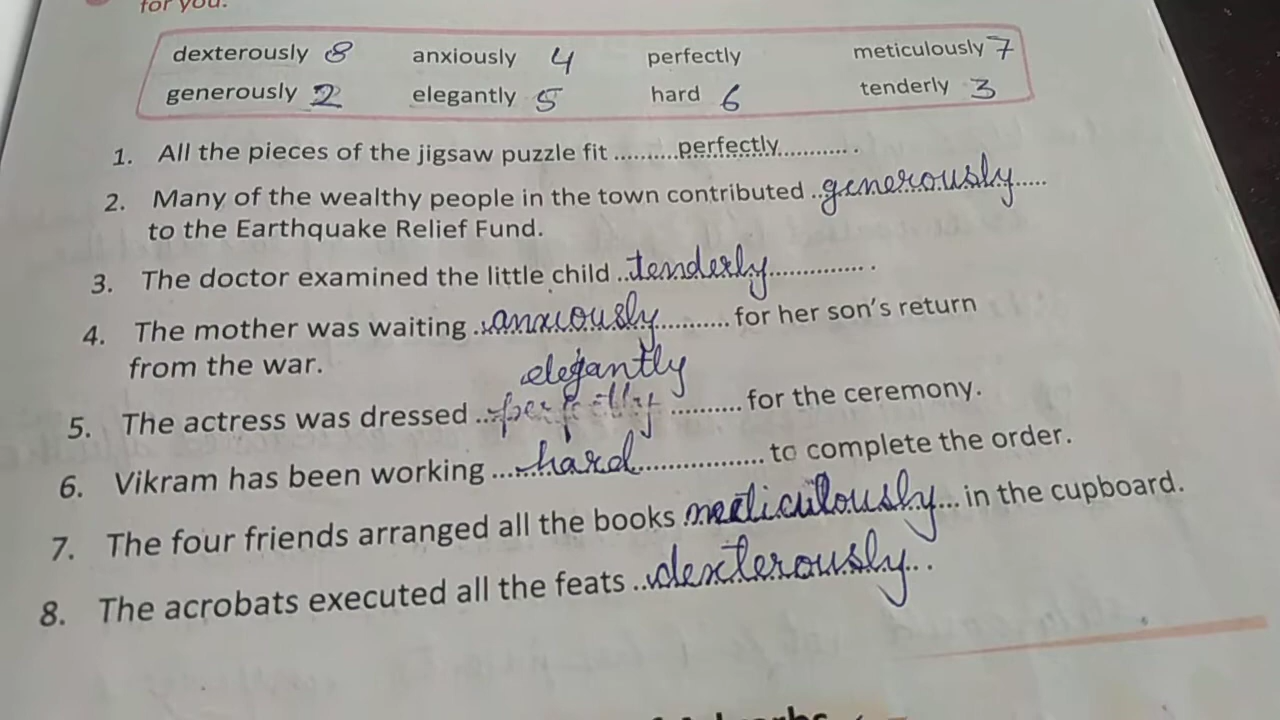 for you.
dexterously 8 anxiously 4 perfectly meticulously 7
generously 2 elegantly 5 hard 6 tenderly 3
1. All the pieces of the jigsaw puzzle fit ..........perfectly............ .
2. Many of the wealthy people in the town contributed ..generously.....
to the Earthquake Relief Fund.
3. The doctor examined the little child ..tenderly.............. .
4. The mother was waiting ..anxiously.......... for her son's return
from the war.
elegantly
5. The actress was dressed ...perfectly .......... for the ceremony.
6. Vikram has been working ......hard.................. to complete the order.
7. The four friends arranged all the books meticulously... in the cupboard.
8. The acrobats executed all the feats ..dexterously.. .